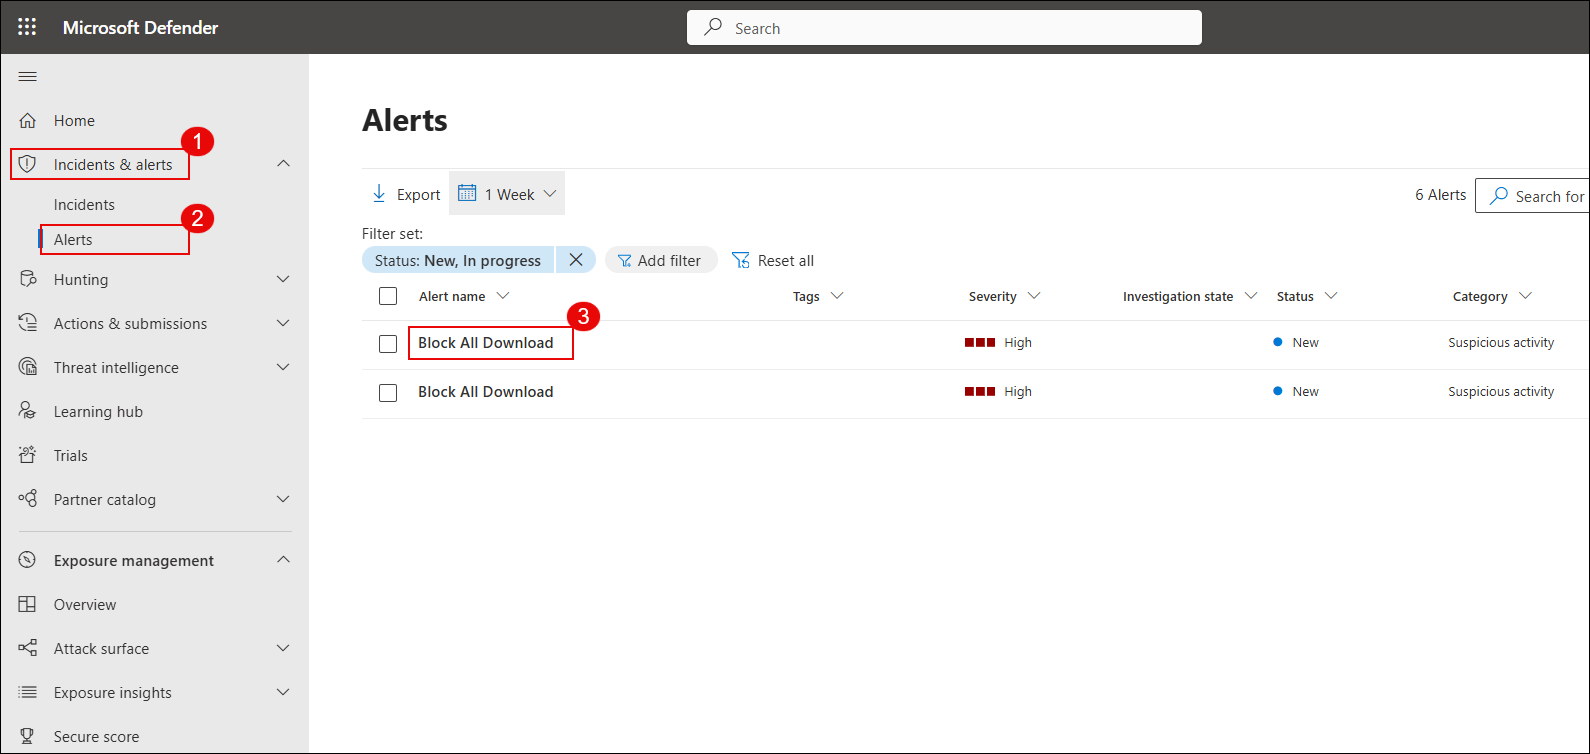 Microsoft Defender
Search
Home
1
Incidents & alerts
Incidents
2
Alerts
Hunting
Actions & submissions
Threat intelligence
Learning hub
Trials
Partner catalog
Exposure management
Overview
Attack surface
Exposure insights
Secure score
Alerts
Export 1 Week 6 Alerts Search for
Filter set:
Status: New, In progress Add filter Reset all
Alert name Tags Severity Investigation state Status Category
3
Block All Download High New Suspicious activity
Block All Download High New Suspicious activity